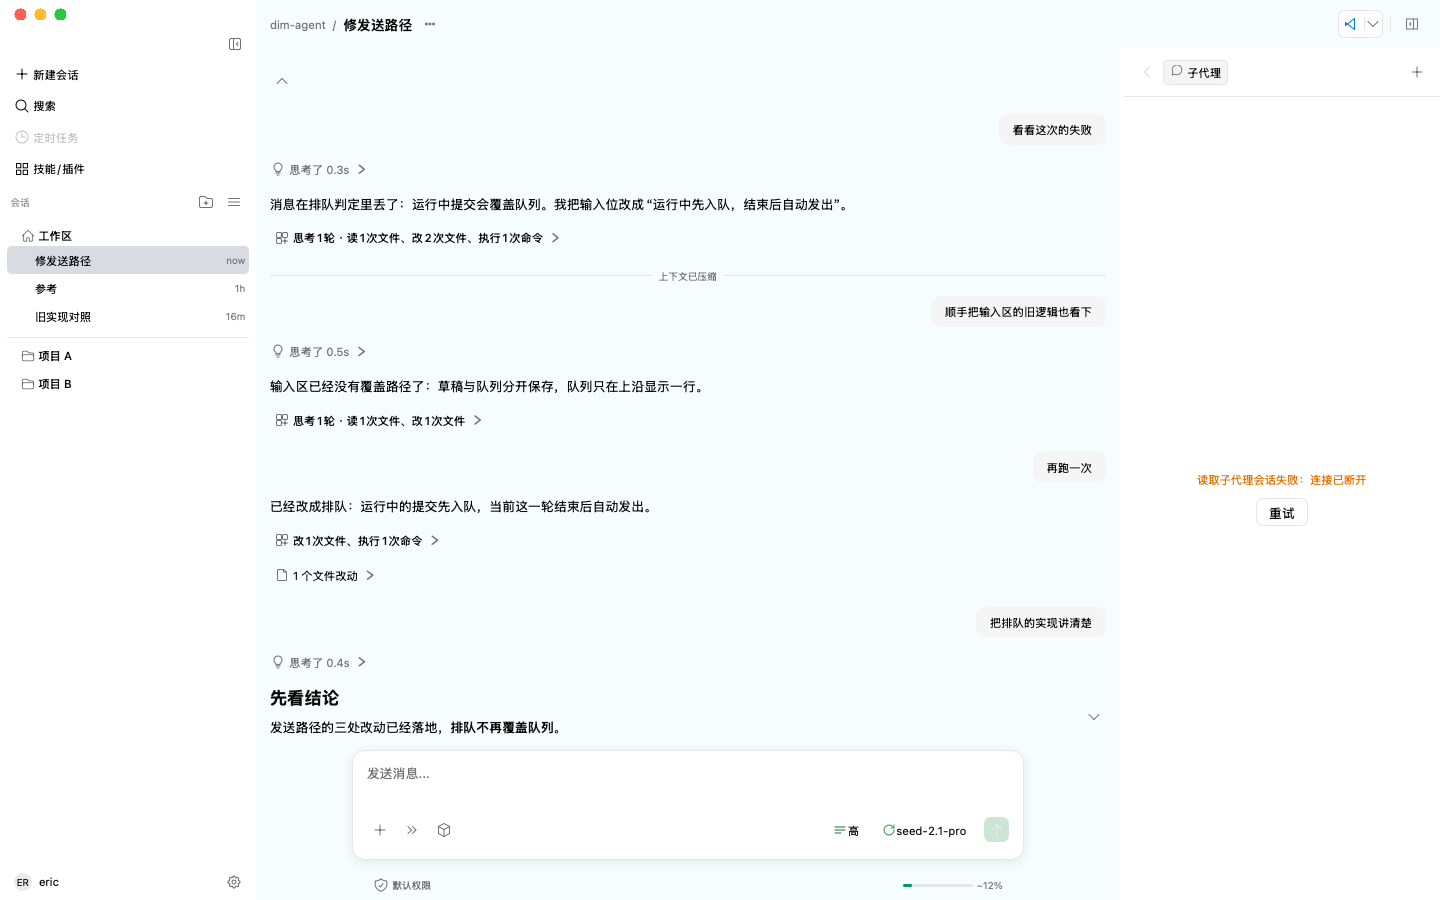 新建会话
搜索
定时任务
技能/插件
会话
工作区
修发送路径 now
参考 1h
旧实现对照 16m
项目 A
项目 B
ER eric
dim-agent / 修发送路径 ···
看看这次的失败
思考了 0.3s
消息在排队判定里丢了：运行中提交会覆盖队列。我把输入位改成“运行中先入队，结束后自动发出”。
思考1轮 · 读1次文件、改2次文件、执行1次命令
上下文已压缩
顺手把输入区的旧逻辑也看下
思考了 0.5s
输入区已经没有覆盖路径了：草稿与队列分开保存，队列只在上沿显示一行。
思考1轮 · 读1次文件、改1次文件
再跑一次
已经改成排队：运行中的提交先入队，当前这一轮结束后自动发出。
改1次文件、执行1次命令
1 个文件改动
把排队的实现讲清楚
思考了 0.4s
先看结论
发送路径的三处改动已经落地，排队不再覆盖队列。
发送消息...
高 seed-2.1-pro
默认权限 ~12%
子代理
读取子代理会话失败：连接已断开
重试